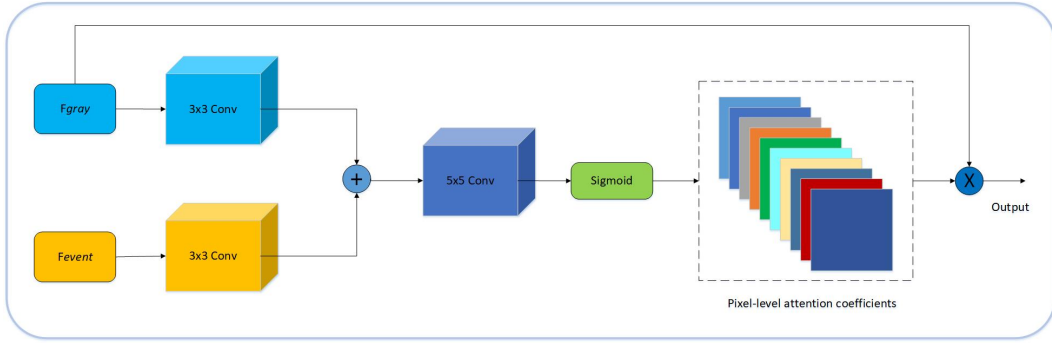 Fgray
3x3 Conv
+
5x5 Conv
Sigmoid
X
Output
Fevent
3x3 Conv
Pixel-level attention coefficients